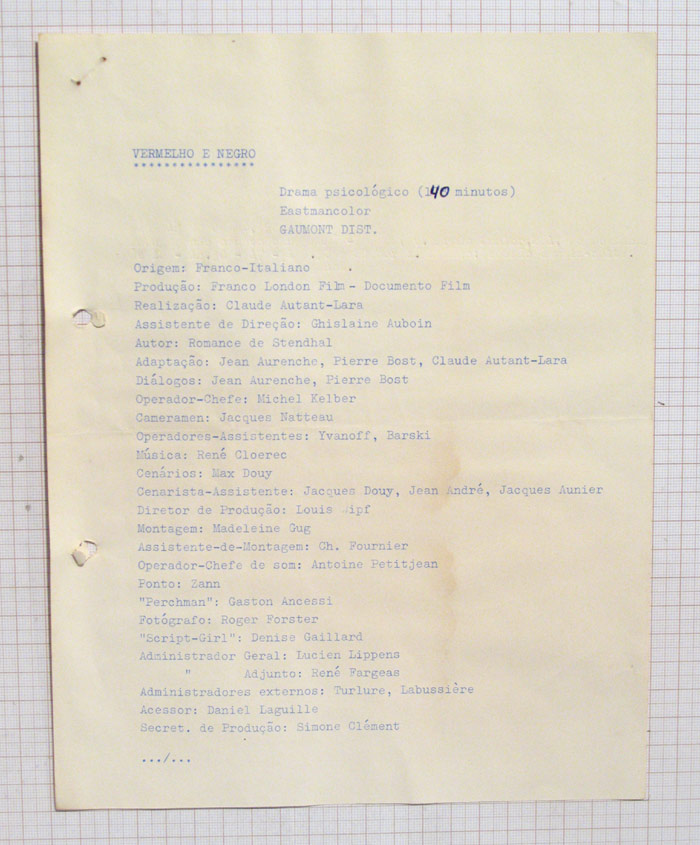 VERMELHO E NEGRO
****************
Drama psicológico (140 minutos)
Eastmancolor
GAUMONT DIST.
Origem: Franco-Italiano
Produção: Franco London Film - Documento Film
Realização: Claude Autant-Lara
Assistente de Direção: Ghislaine Auboin
Autor: Romance de Stendhal
Adaptação: Jean Aurenche, Pierre Bost, Claude Autant-Lara
Diálogos: Jean Aurenche, Pierre Bost
Operador-Chefe: Michel Kelber
Cameramen: Jacques Natteau
Operadores-Assistentes: Yvanoff, Barski
Música: René Cloerec
Cenários: Max Douy
Cenarista-Assistente: Jacques Douy, Jean André, Jacques Aunier
Diretor de Produção: Louis
Montagem: Madeleine Gug
Assistente-de-Montagem: Ch. Fournier
Operador-Chefe de som: Antoine Petitjean
Ponto: Zann
"Perchman": Gaston Ancessi
Fotógrafo: Roger Forster
"Script-Girl": Denise Gaillard
Administrador Geral: Lucien Lippens
" Adjunto: René Fargeas
Administradores externos: Turlure, Labussière
Acessor: Daniel Laguille
Secret. de Produção: Simone Clément
.../...